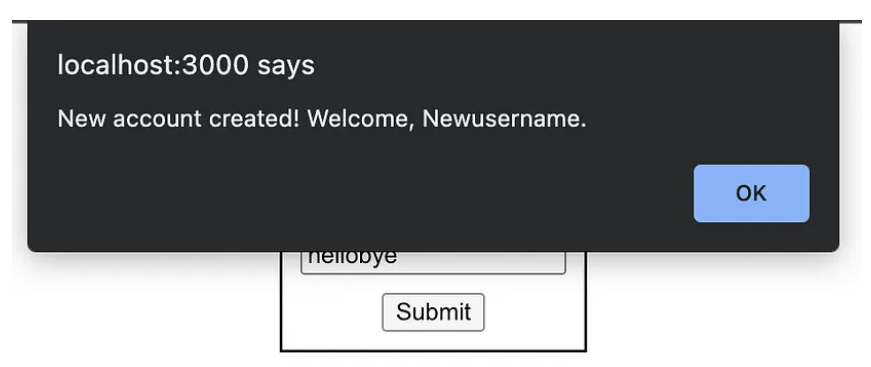 localhost:3000 says
New account created! Welcome, Newusername.
OK
hellobye
Submit